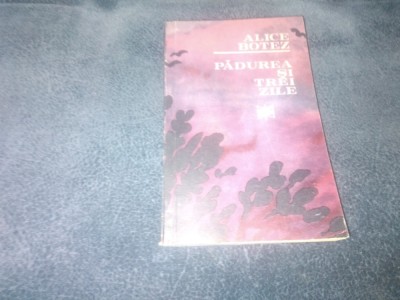 ALICE
BOTEZ
PĂDUREA
ȘI
TREI
ZILE